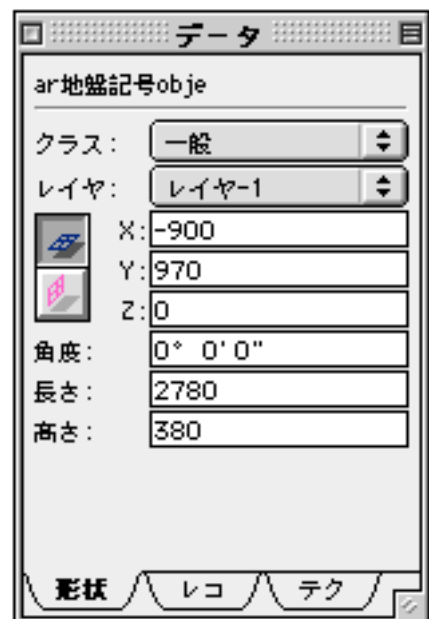 データ
ar地盤記号obje
クラス: 一般
レイヤ: レイヤ-1
X: -900
Y: 970
Z: 0
角度: 0° 0'0"
長さ: 2780
高さ: 380
形状 レコ テク